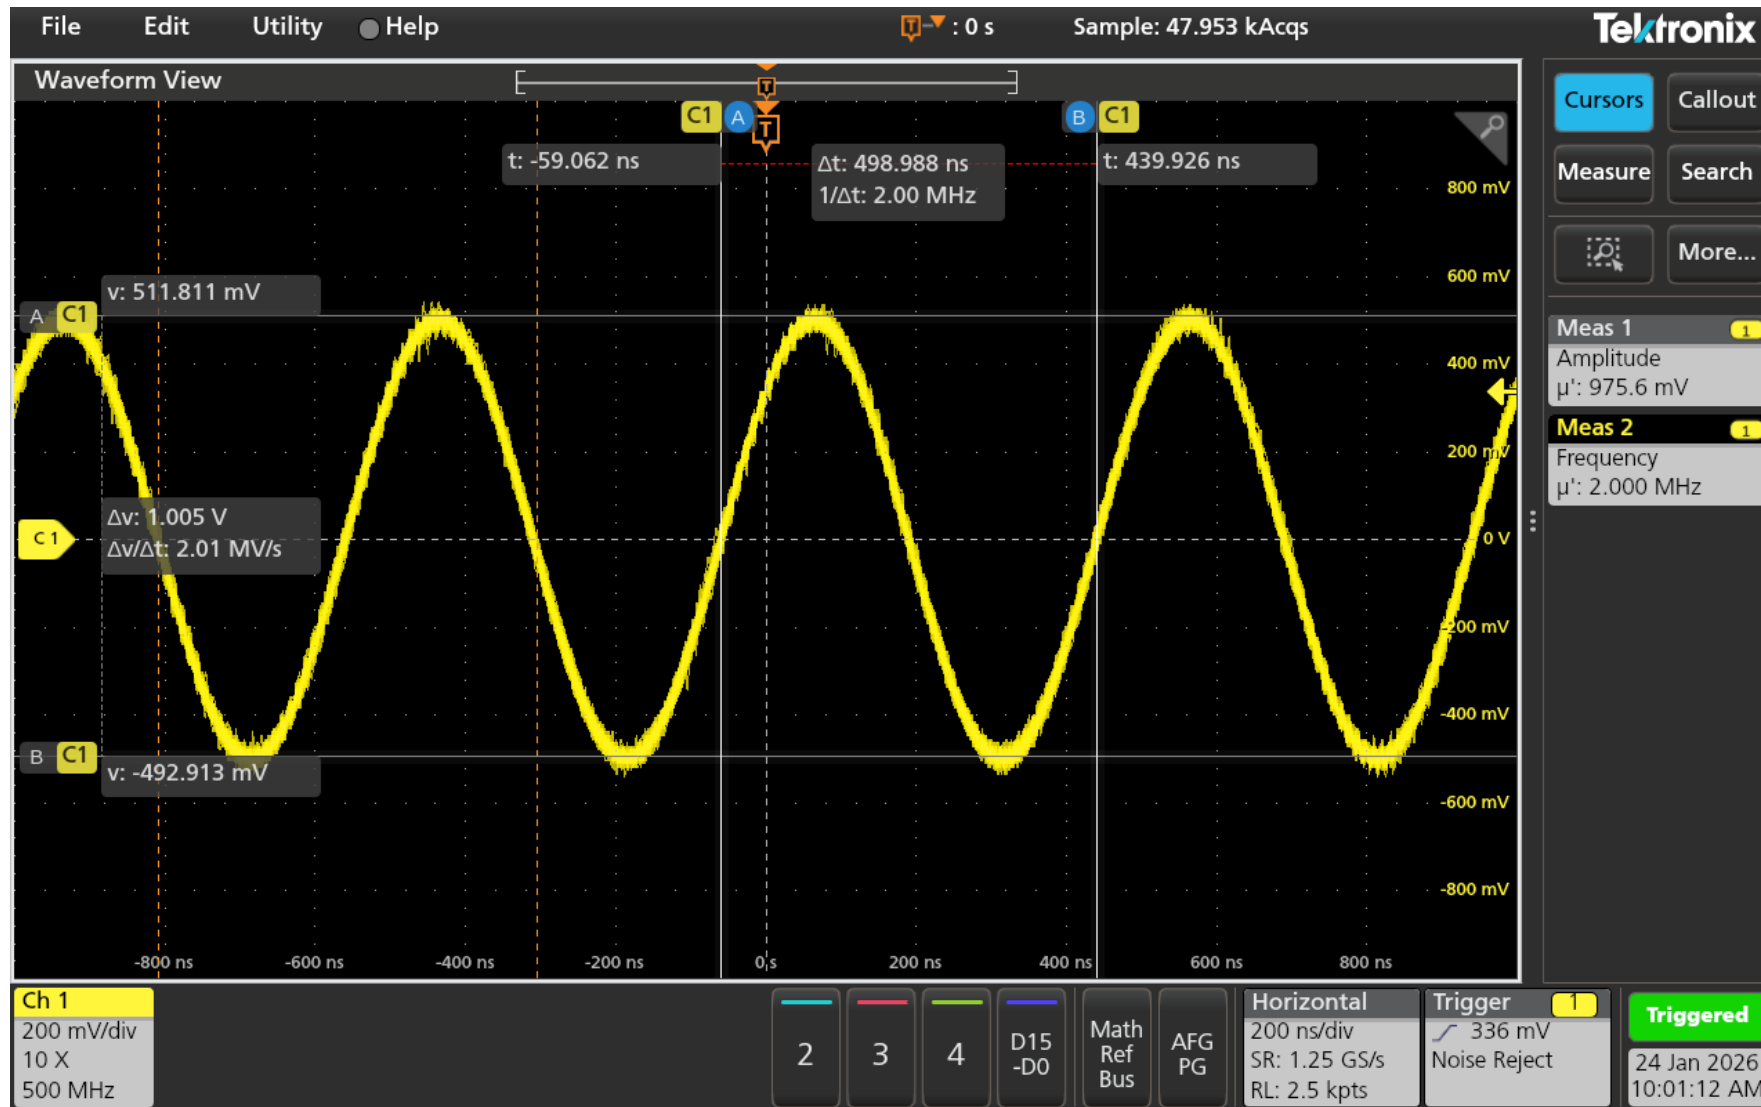 File Edit Utility Help
T : 0 s
Sample: 47.953 kAcqs
Tektronix
Waveform View
T
C1 A T B C1
t: -59.062 ns
Δt: 498.988 ns
1/Δt: 2.00 MHz
t: 439.926 ns
800 mV
600 mV
400 mV
200 mV
0 V
-200 mV
-400 mV
-600 mV
-800 mV
v: 511.811 mV
A C1
C 1
Δv: 1.005 V
Δv/Δt: 2.01 MV/s
B C1
v: -492.913 mV
-800 ns -600 ns -400 ns -200 ns 0 s 200 ns 400 ns 600 ns 800 ns
Cursors
Callout
Measure
Search
More...
Meas 1 1
Amplitude
µ': 975.6 mV
Meas 2 1
Frequency
µ': 2.000 MHz
Ch 1
200 mV/div
10 X
500 MHz
2
3
4
D15
-D0
Math
Ref
Bus
AFG
PG
Horizontal
200 ns/div
SR: 1.25 GS/s
RL: 2.5 kpts
Trigger 1
336 mV
Noise Reject
Triggered
24 Jan 2026
10:01:12 AM